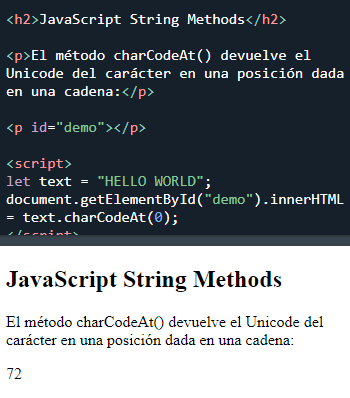 <h2>JavaScript String Methods</h2>
<p>El método charCodeAt() devuelve el
Unicode del carácter en una posición dada
en una cadena:</p>
<p id="demo"></p>
<script>
let text = "HELLO WORLD";
document.getElementById("demo").innerHTML
= text.charCodeAt(0);
</script>
JavaScript String Methods
El método charCodeAt() devuelve el Unicode del
carácter en una posición dada en una cadena:
72